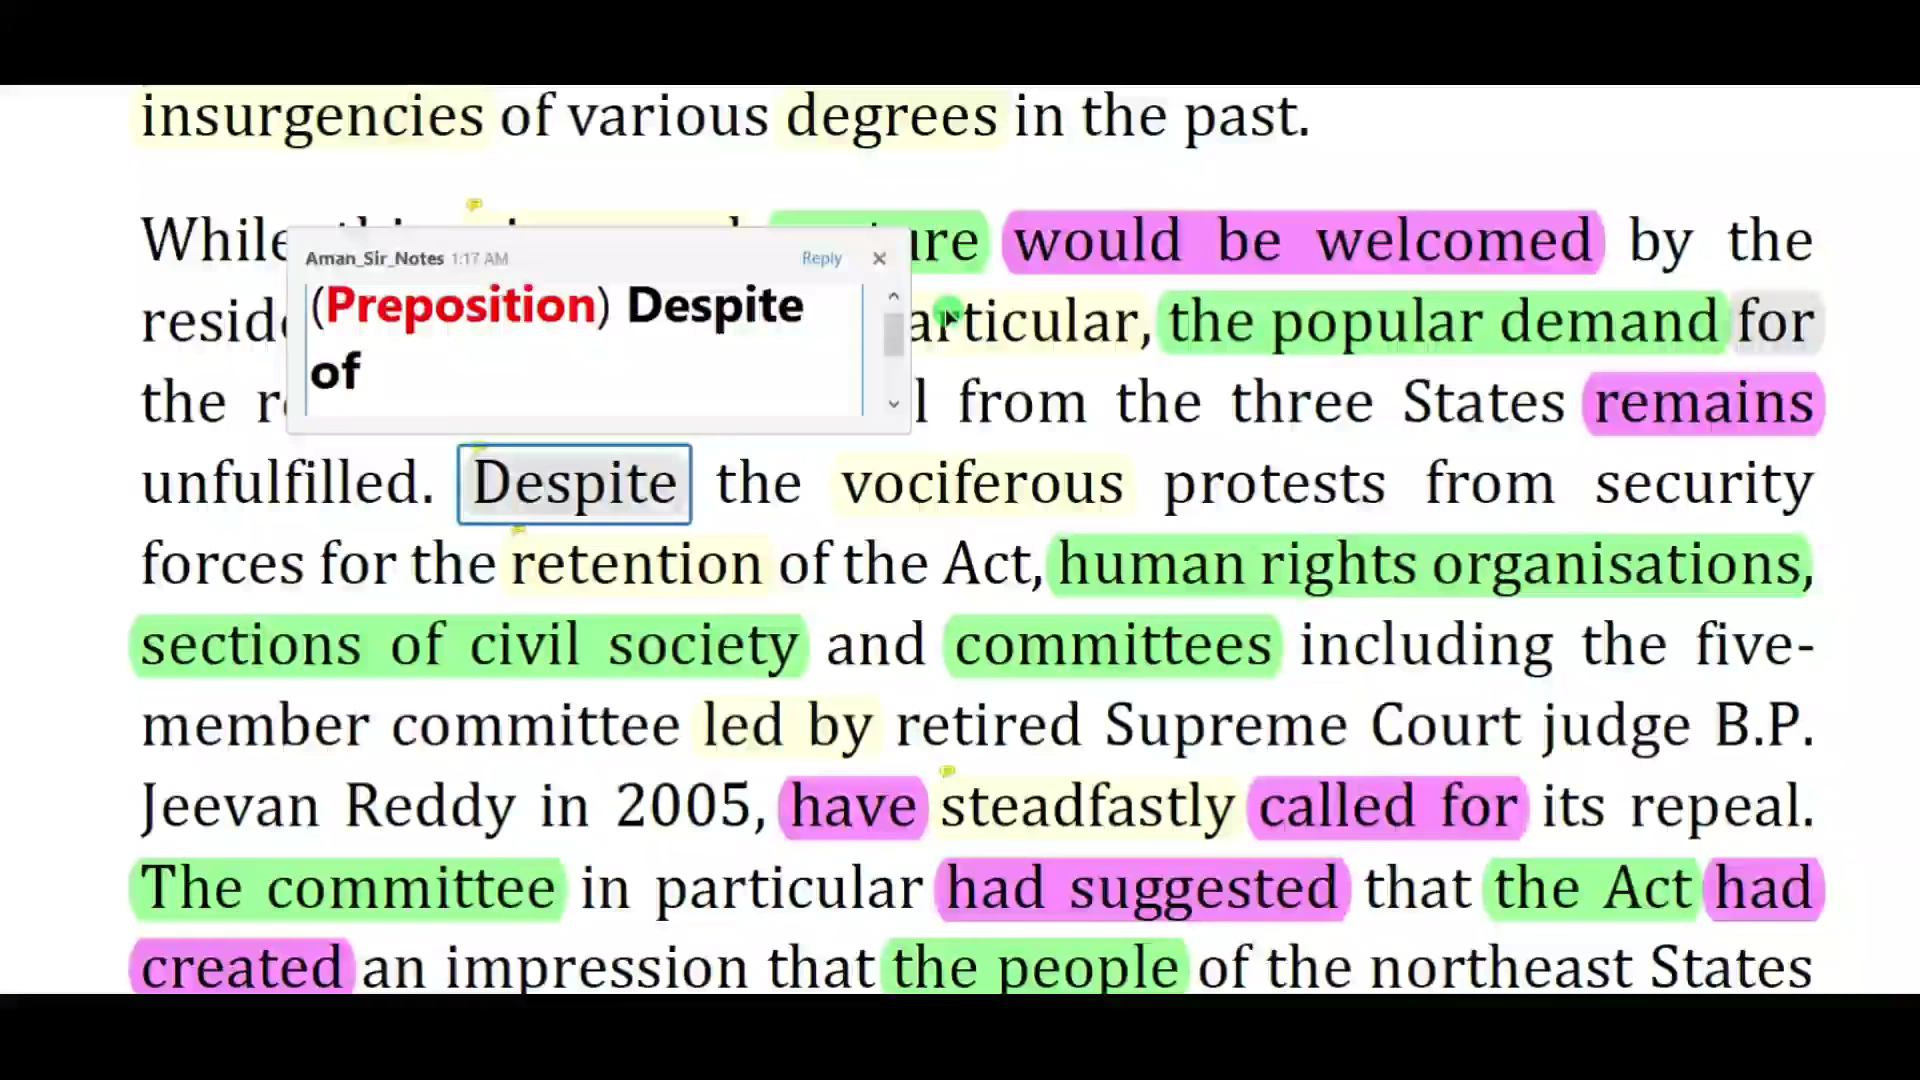 insurgencies of various degrees in the past.
While would be welcomed by the
Aman_Sir_Notes 1:17 AM Reply
(Preposition) Despite
of
particular, the popular demand for
the from the three States remains
unfulfilled. Despite the vociferous protests from security
forces for the retention of the Act, human rights organisations,
sections of civil society and committees including the five-
member committee led by retired Supreme Court judge B.P.
Jeevan Reddy in 2005, have steadfastly called for its repeal.
The committee in particular had suggested that the Act had
created an impression that the people of the northeast States